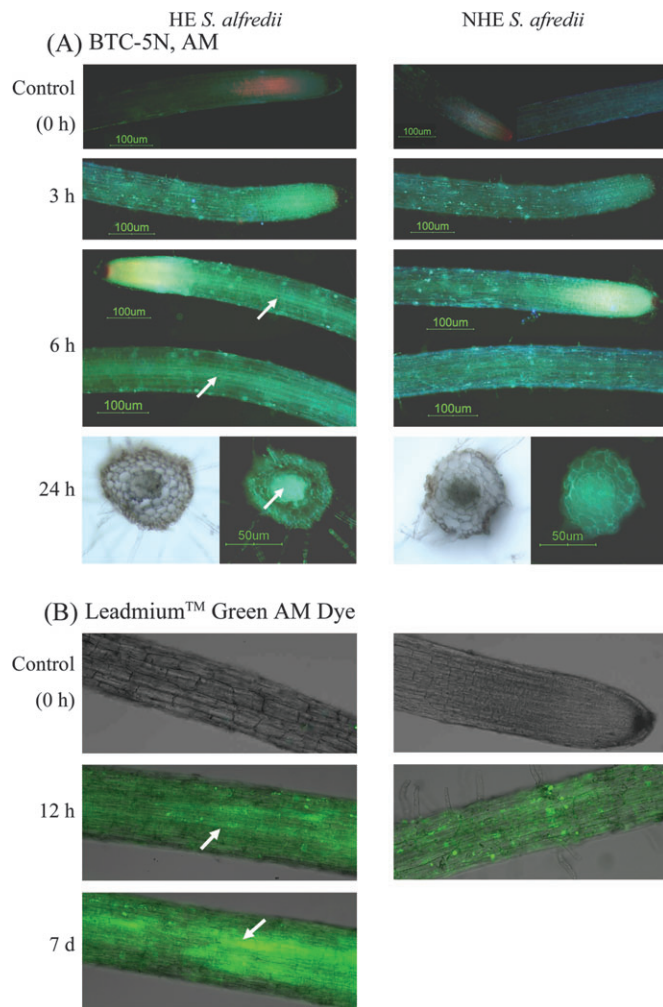 HE S. alfredii
NHE S. afredii
(A) BTC-5N, AM
Control
(0 h)
100um
100um
3 h
100um
100um
6 h
100um
100um
100um
100um
24 h
50um
50um
(B) Leadmium™ Green AM Dye
Control
(0 h)
12 h
7 d